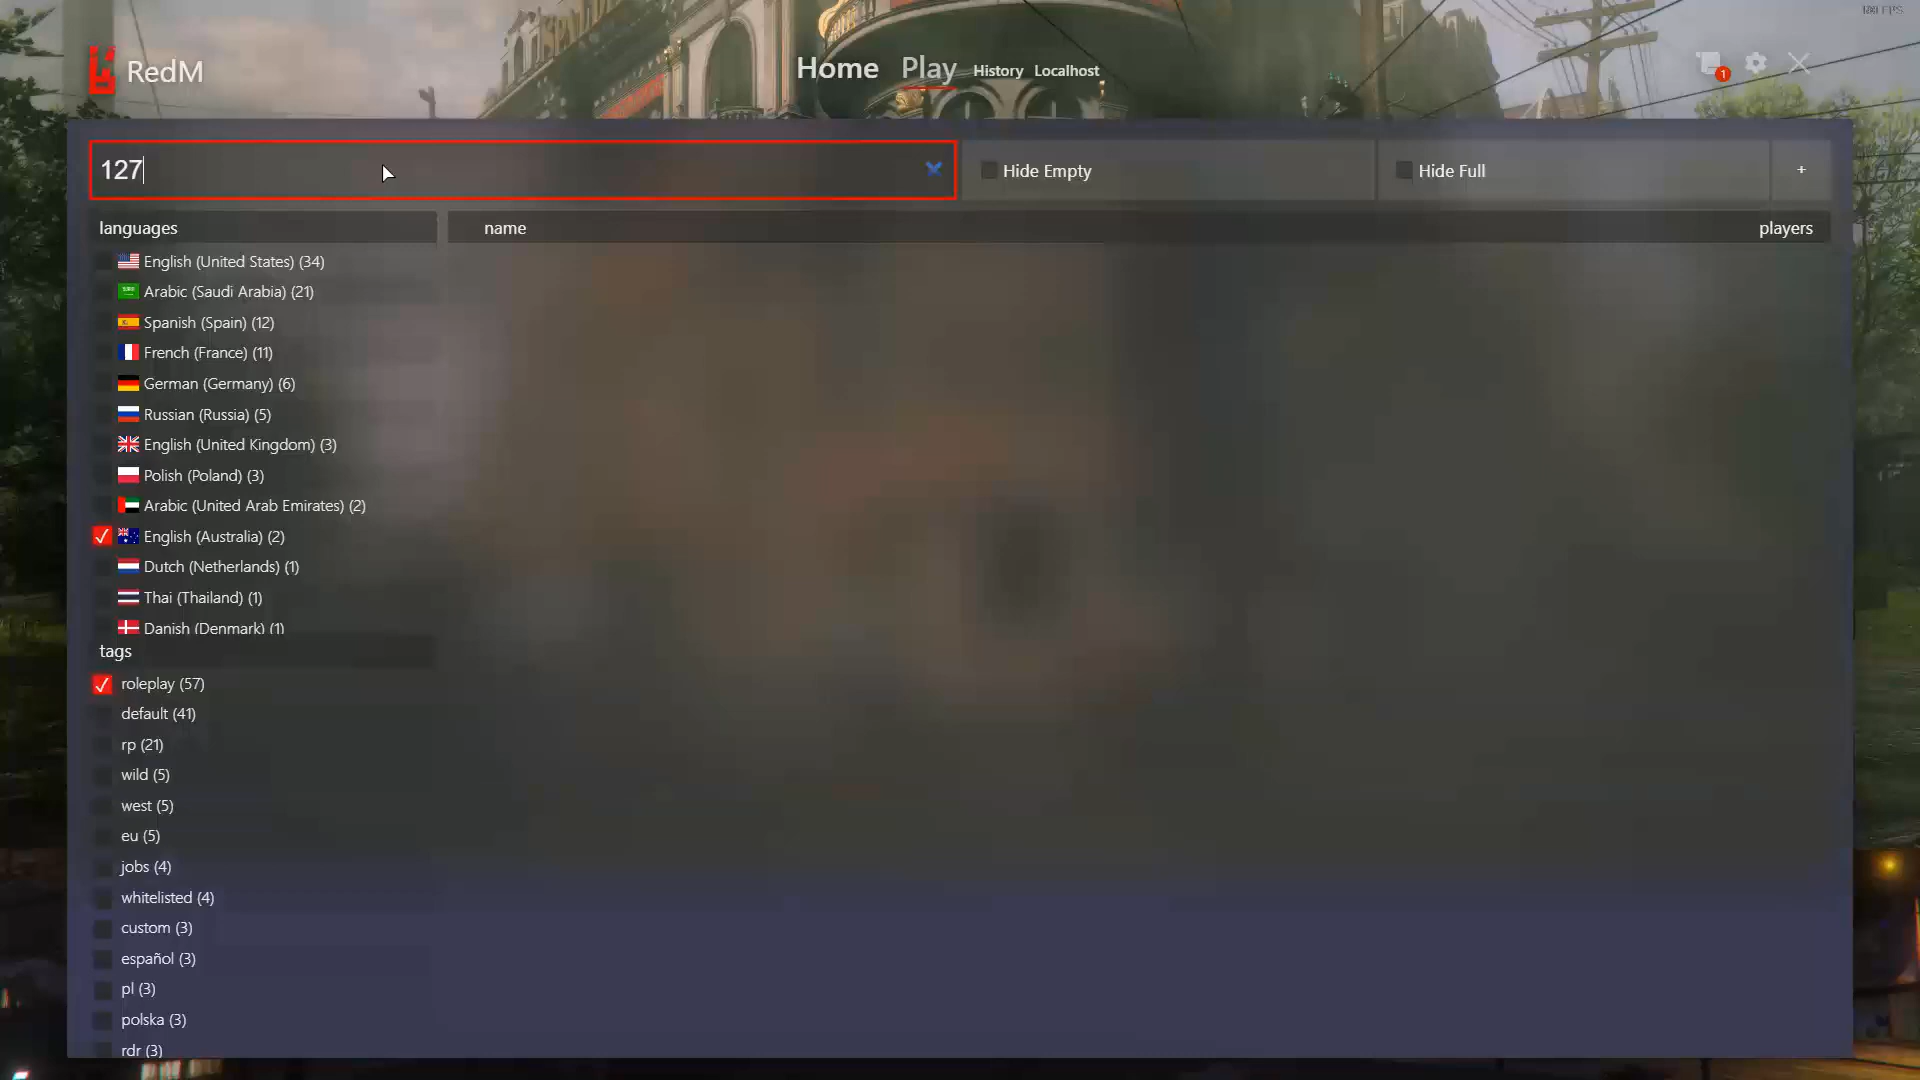 RedM
Home Play History Localhost
1
127
Hide Empty
Hide Full
+
languages
name
players
English (United States) (34)
Arabic (Saudi Arabia) (21)
Spanish (Spain) (12)
French (France) (11)
German (Germany) (6)
Russian (Russia) (5)
English (United Kingdom) (3)
Polish (Poland) (3)
Arabic (United Arab Emirates) (2)
English (Australia) (2)
Dutch (Netherlands) (1)
Thai (Thailand) (1)
Danish (Denmark) (1)
tags
roleplay (57)
default (41)
rp (21)
wild (5)
west (5)
eu (5)
jobs (4)
whitelisted (4)
custom (3)
español (3)
pl (3)
polska (3)
rdr (3)